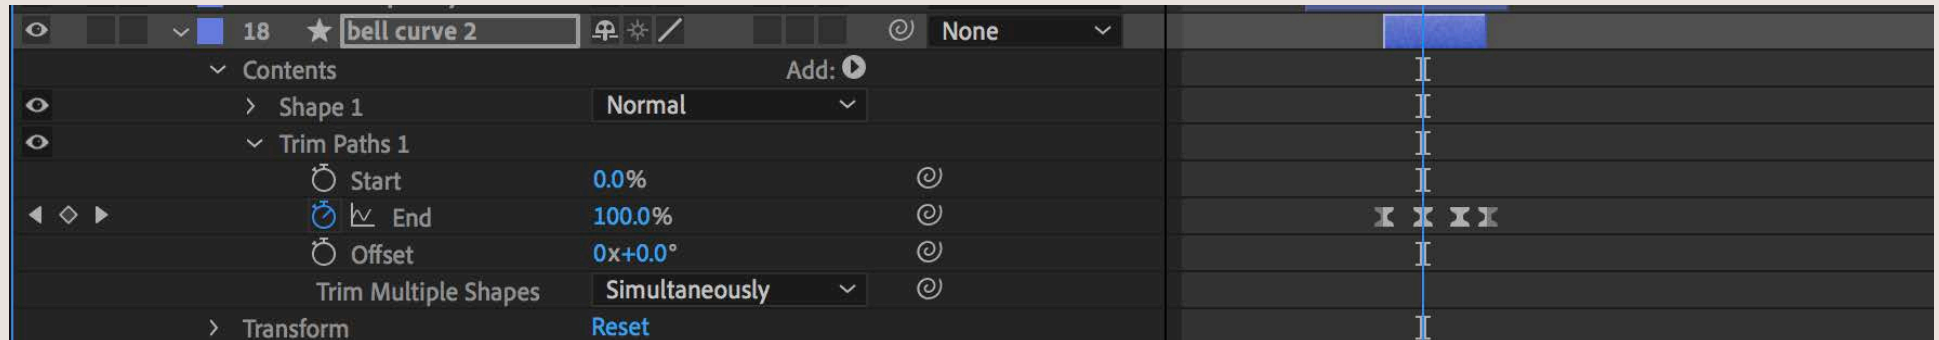 18 bell curve 2 None
Contents Add:
Shape 1 Normal
Trim Paths 1
Start 0.0%
End 100.0%
Offset 0x+0.0°
Trim Multiple Shapes Simultaneously
Transform Reset